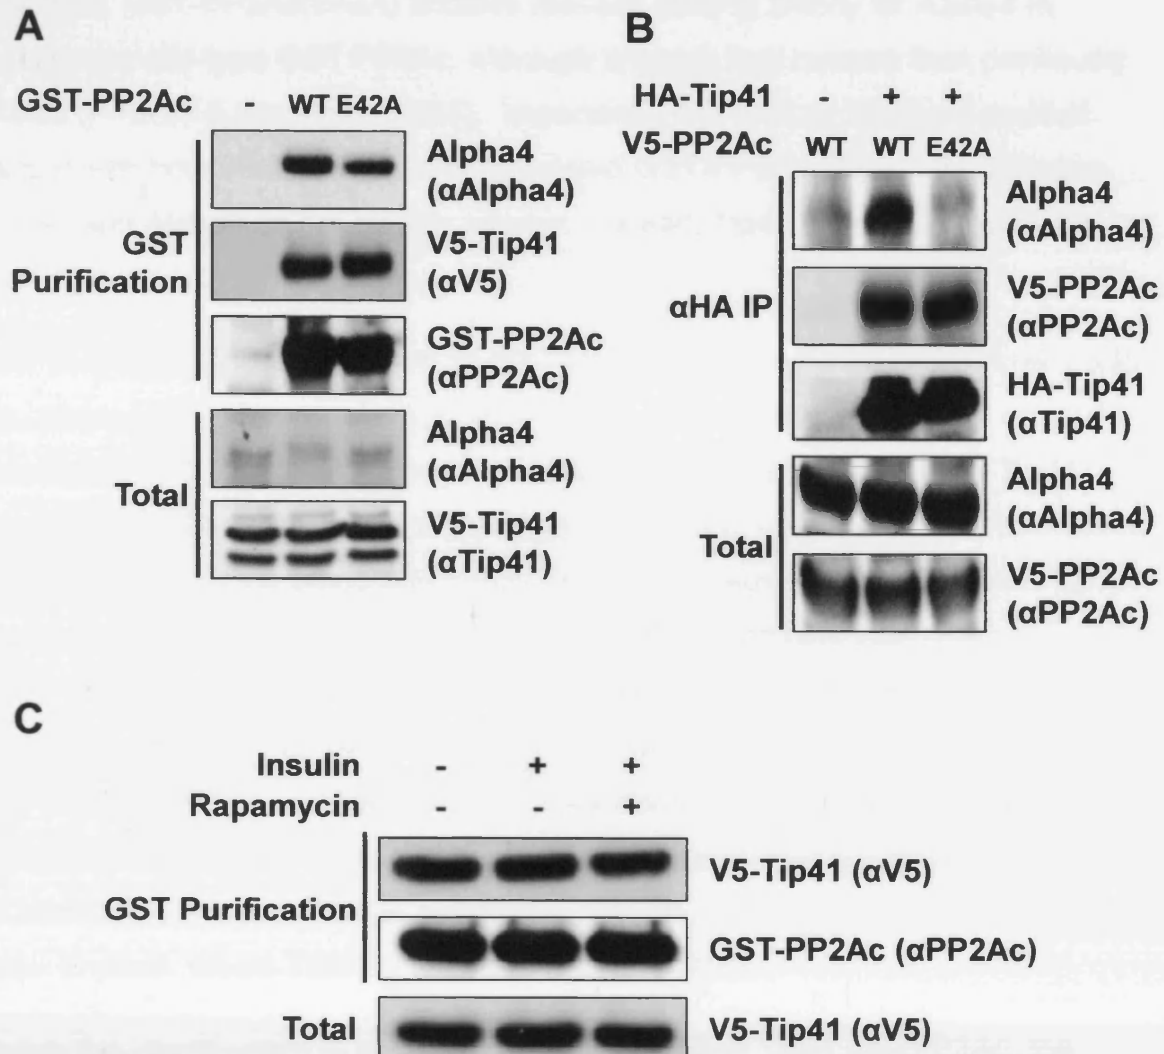 A
GST-PP2Ac - WT E42A
Alpha4
(αAlpha4)
V5-Tip41
(αV5)
GST-PP2Ac
(αPP2Ac)
GST
Purification
Alpha4
(αAlpha4)
V5-Tip41
(αTip41)
Total
B
HA-Tip41 - + +
V5-PP2Ac WT WT E42A
Alpha4
(αAlpha4)
V5-PP2Ac
(αPP2Ac)
HA-Tip41
(αTip41)
αHA IP
Alpha4
(αAlpha4)
V5-PP2Ac
(αPP2Ac)
Total
C
Insulin - + +
Rapamycin - - +
V5-Tip41 (αV5)
GST Purification
GST-PP2Ac (αPP2Ac)
Total V5-Tip41 (αV5)